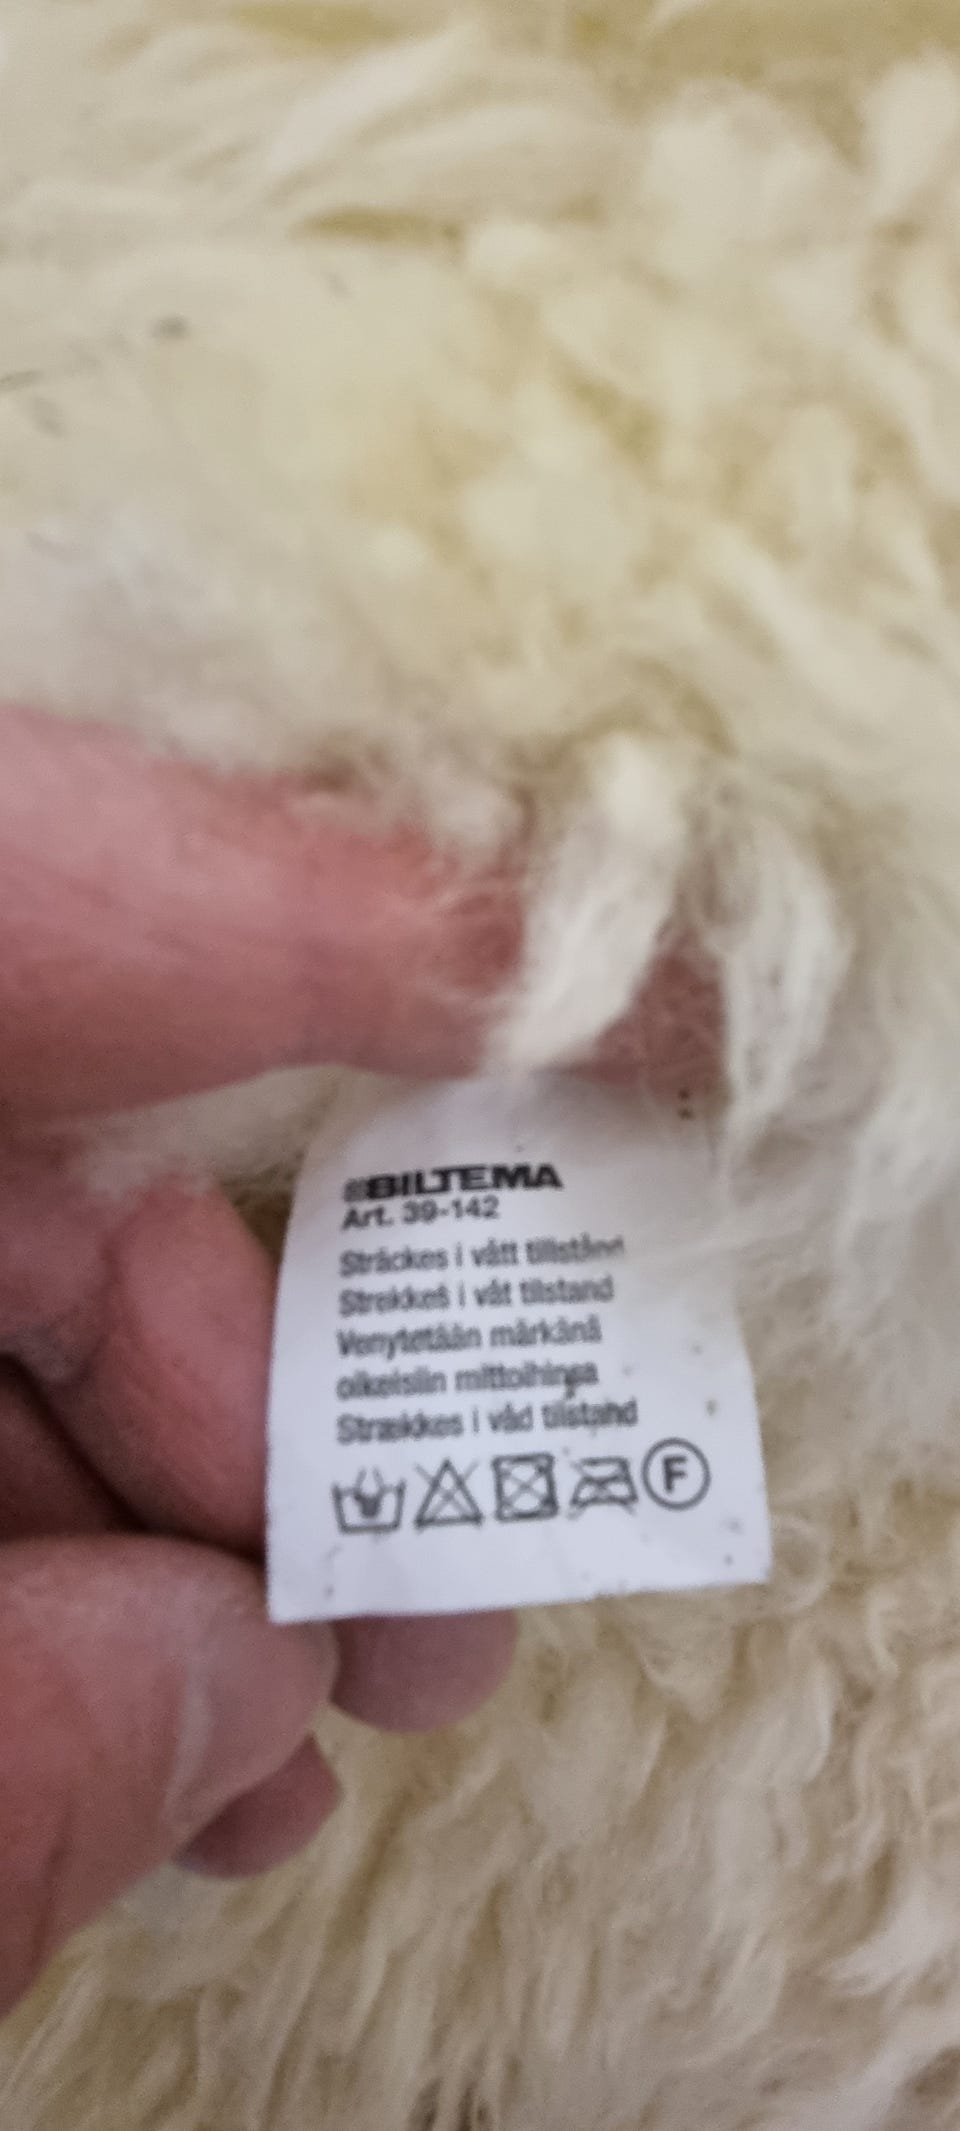 BILTEMA
Art. 39-142
Sträckes i vått tillstånd
Strekkes i våt tilstand
Venytetään märkänä
oikeisiin mittoihinsa
Strækkes i våd tilstand
F